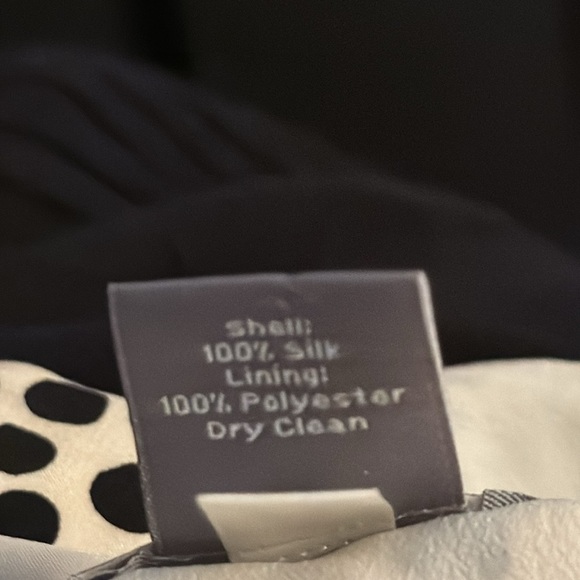 Shell:
100% Silk
Lining:
100% Polyester
Dry Clean